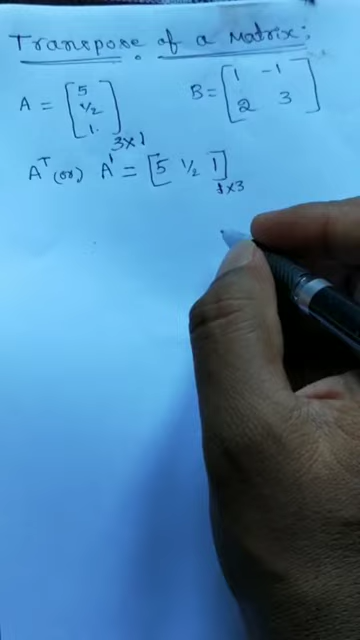 Transpose of a Matrix:
A = [5 1/2 1.] 3×1 B = [1 -1 2 3]
Aᵀ (or) A' = [5 1/2 1] 1×3